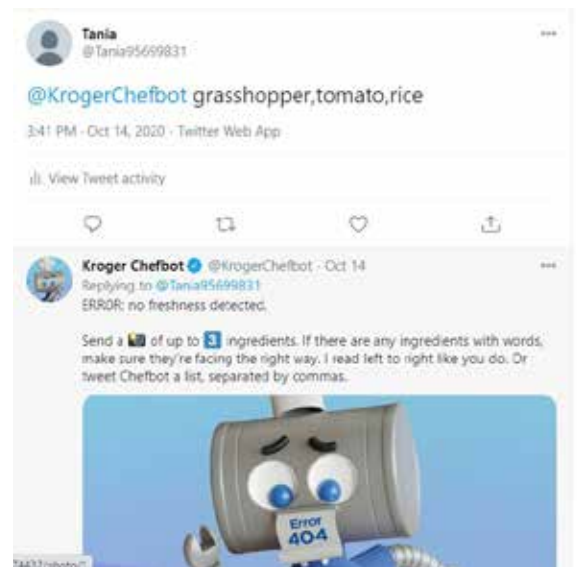 Tania
@Tania95699831
@KrogerChefbot grasshopper,tomato,rice
3:41 PM · Oct 14, 2020 · Twitter Web App
View Tweet activity
Kroger Chefbot @KrogerChefbot · Oct 14
Replying to @Tania95699831
ERROR: no freshness detected.
Send a 📸 of up to 3️⃣ ingredients. If there are any ingredients with words,
make sure they're facing the right way. I read left to right like you do. Or
tweet Chefbot a list, separated by commas.
Error
404